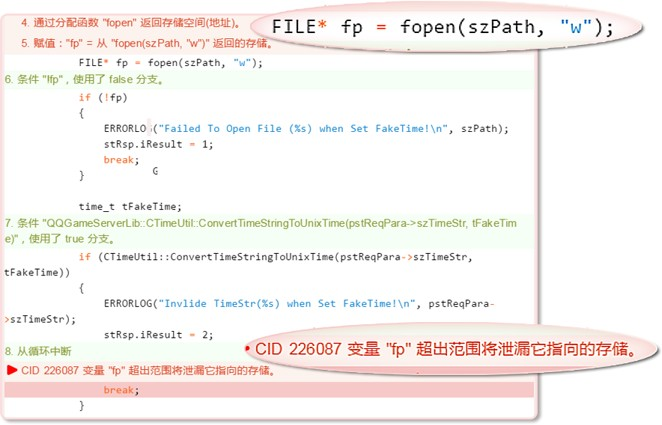 4. 通过分配函数 "fopen" 返回存储空间(地址)。
FILE* fp = fopen(szPath, "w");
5. 赋值："fp" = 从 "fopen(szPath, "w")" 返回的存储。
FILE* fp = fopen(szPath, "w");
6. 条件 "!fp"，使用了 false 分支。
if (!fp)
{
ERRORLOG("Failed To Open File (%s) when Set FakeTime!\n", szPath);
stRsp.iResult = 1;
break;
G
}
time_t tFakeTime;
7. 条件 "QQGameServerLib::CTimeUtil::ConvertTimeStringToUnixTime(pstReqPara->szTimeStr, tFakeTim
e)"，使用了 true 分支。
if (CTimeUtil::ConvertTimeStringToUnixTime(pstReqPara->szTimeStr,
tFakeTime))
{
ERRORLOG("Invlide TimeStr(%s) when Set FakeTime!\n", pstReqPara-
>szTimeStr);
stRsp.iResult = 2;
8. 从循环中断
CID 226087 变量 "fp" 超出范围将泄漏它指向的存储。
CID 226087 变量 "fp" 超出范围将泄漏它指向的存储。
break;
}